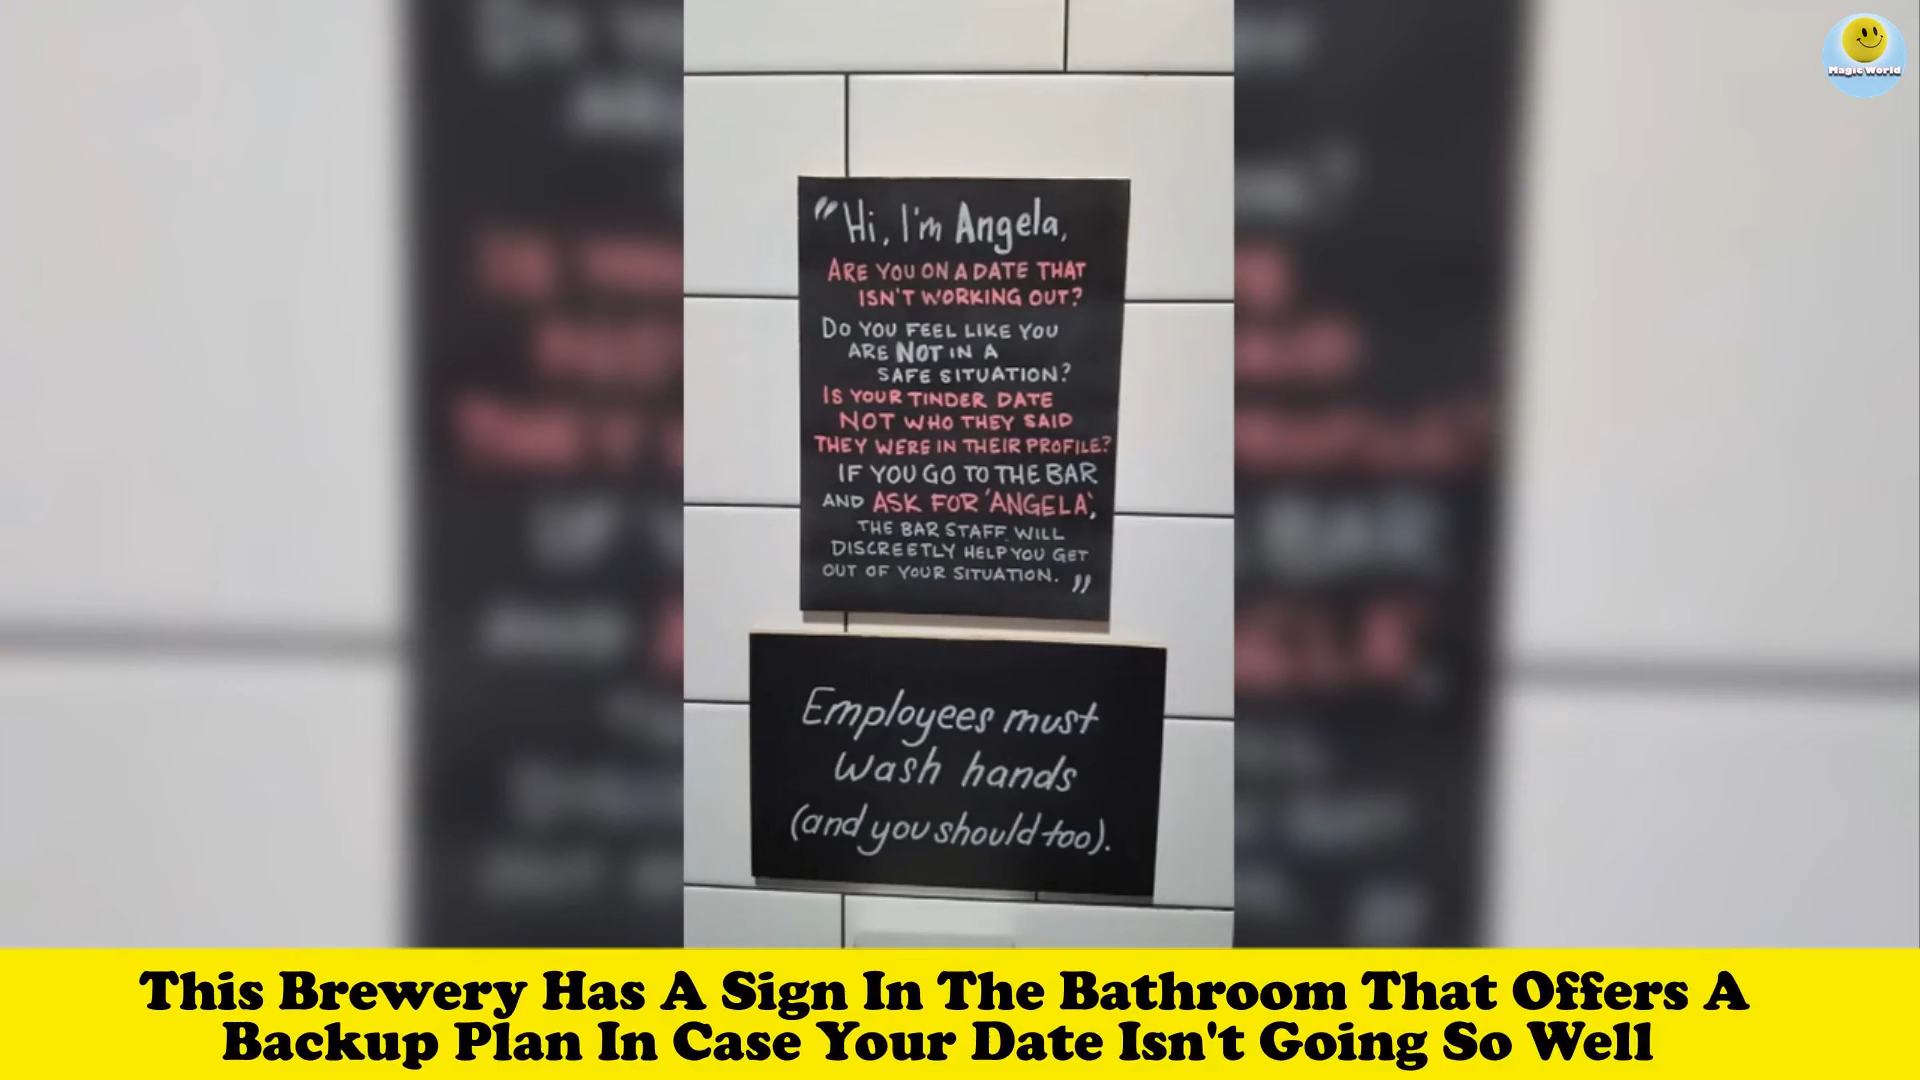 Magic World
"Hi, I'm Angela,
ARE YOU ON A DATE THAT
ISN'T WORKING OUT?
DO YOU FEEL LIKE YOU
ARE NOT IN A
SAFE SITUATION?
IS YOUR TINDER DATE
NOT WHO THEY SAID
THEY WERE IN THEIR PROFILE?
IF YOU GO TO THE BAR
AND ASK FOR 'ANGELA',
THE BAR STAFF WILL
DISCREETLY HELP YOU GET
OUT OF YOUR SITUATION."
Employees must
wash hands
(and you should too).
This Brewery Has A Sign In The Bathroom That Offers A
Backup Plan In Case Your Date Isn't Going So Well